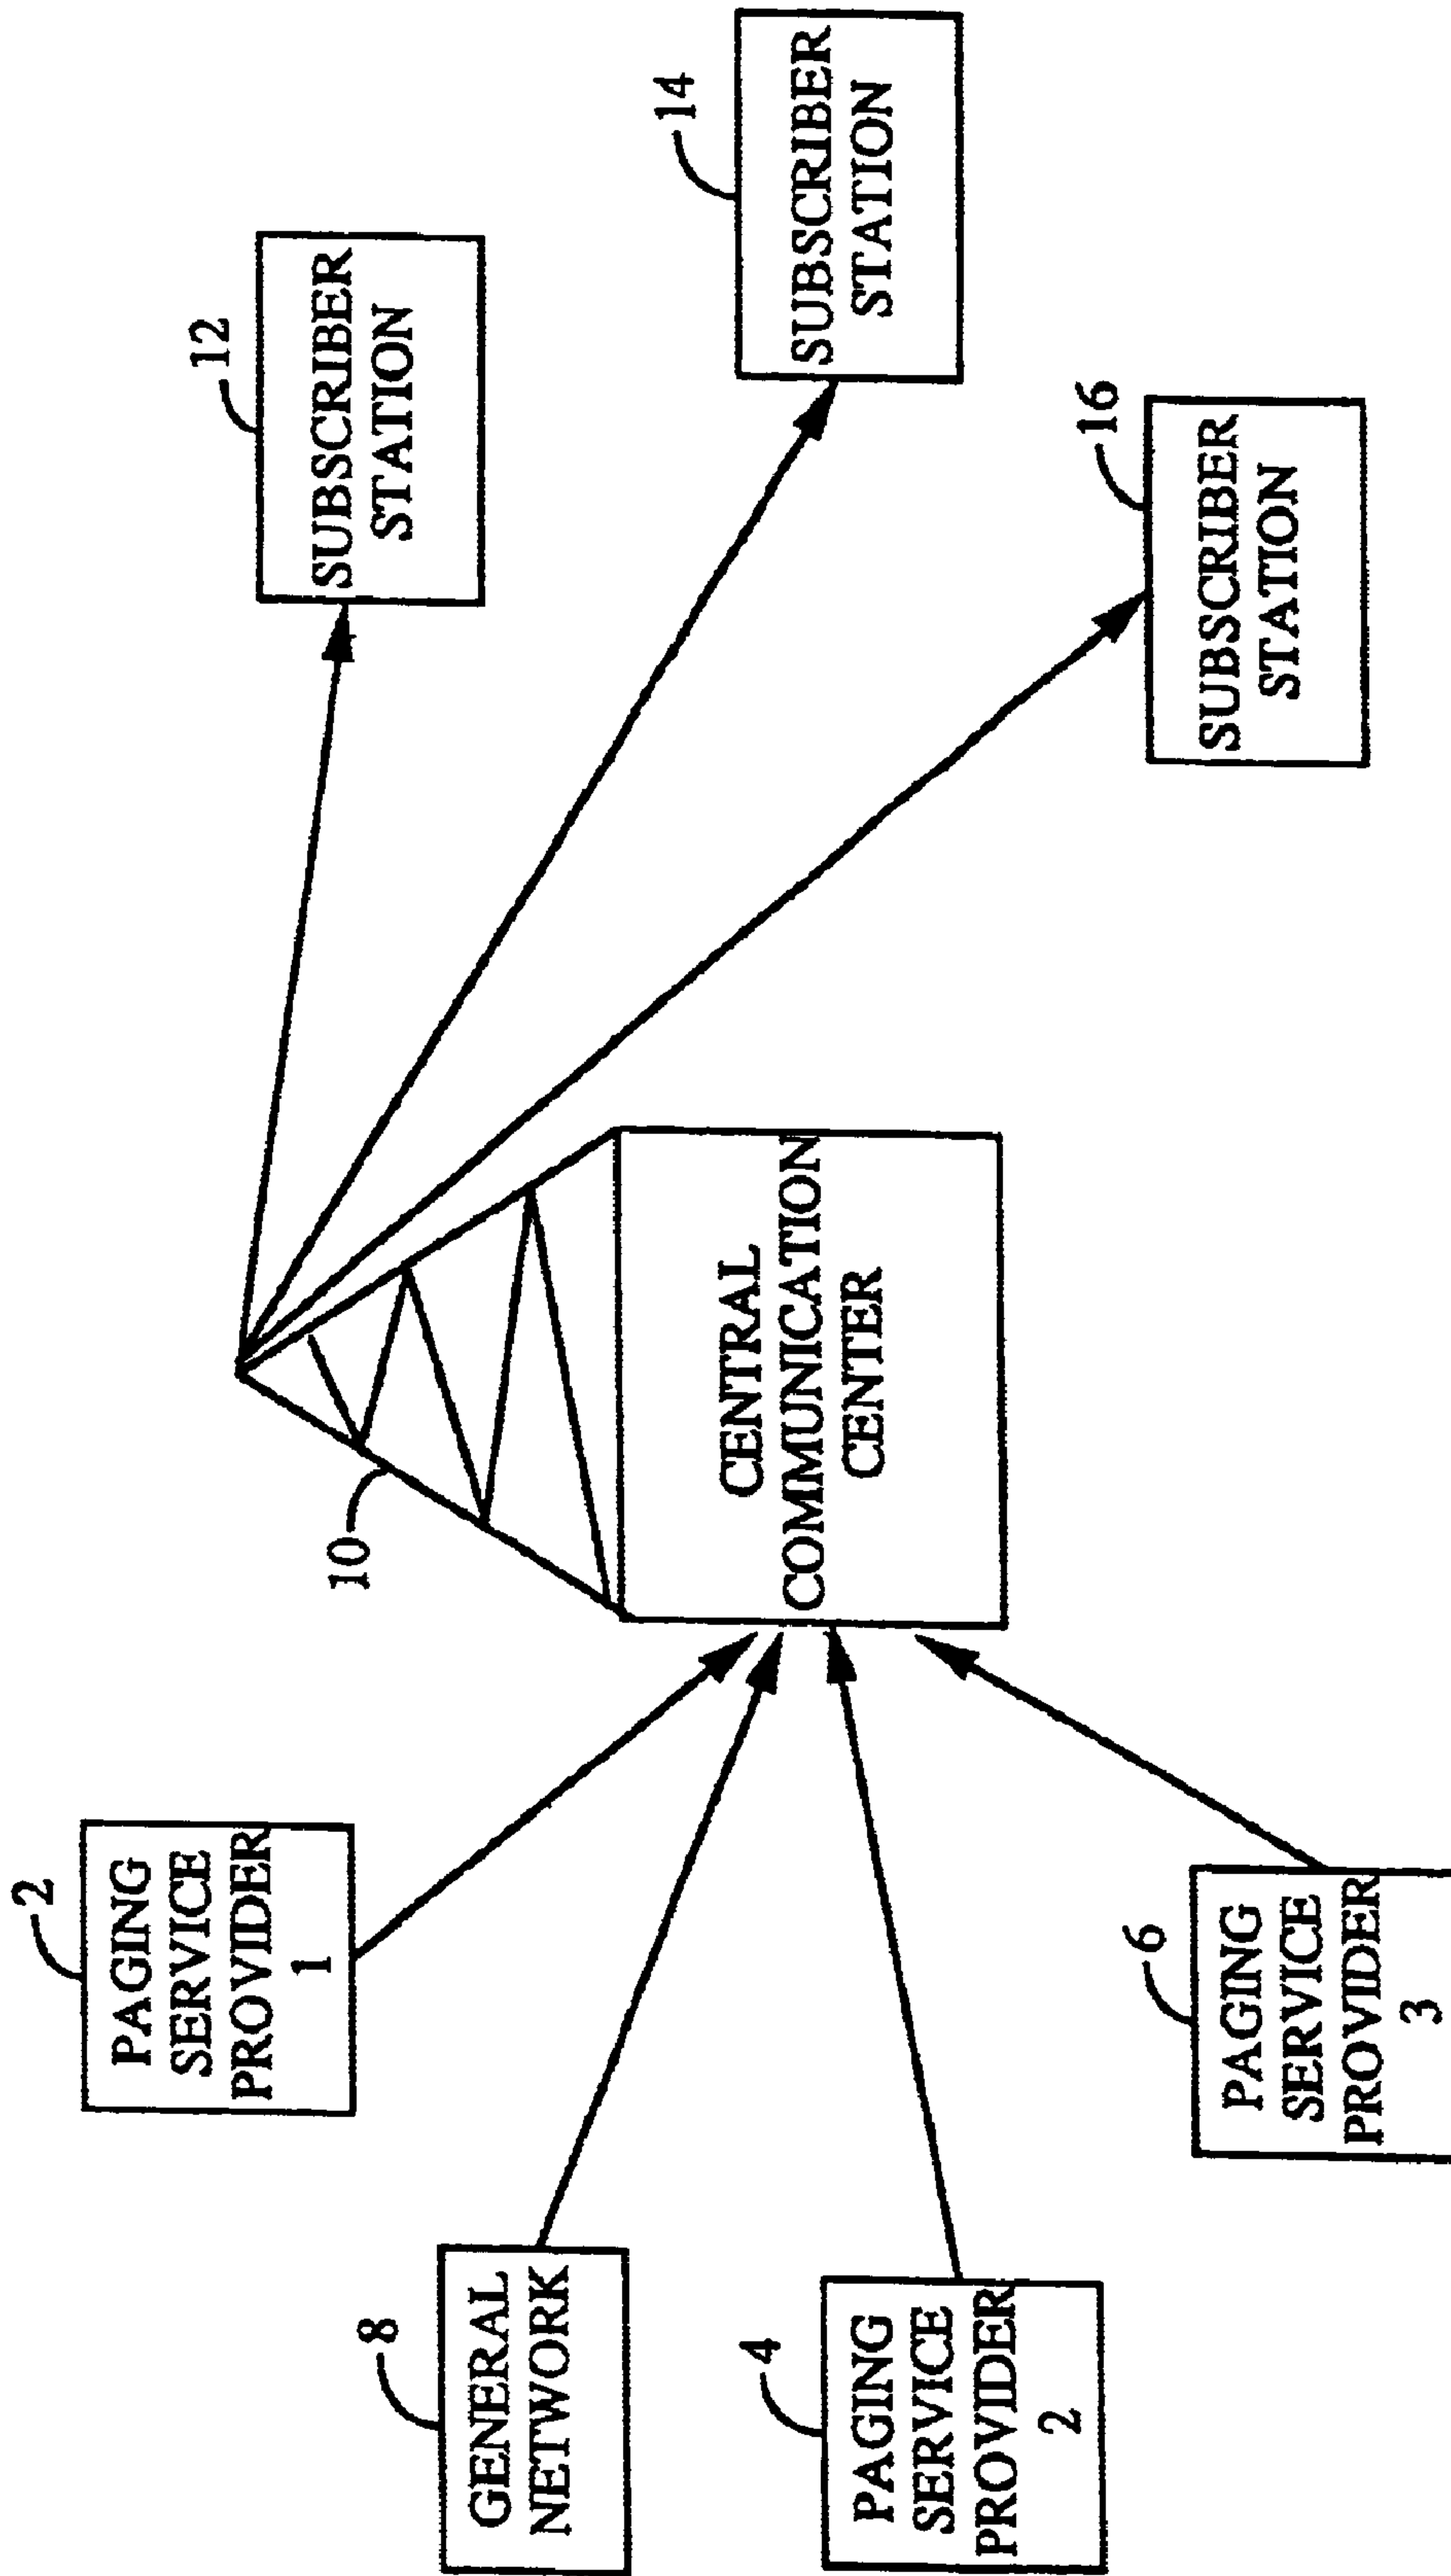 2
PAGING
SERVICE
PROVIDER
1
8
GENERAL
NETWORK
4
PAGING
SERVICE
PROVIDER
2
6
PAGING
SERVICE
PROVIDER
3
10
CENTRAL
COMMUNICATION
CENTER
12
SUBSCRIBER
STATION
14
SUBSCRIBER
STATION
16
SUBSCRIBER
STATION